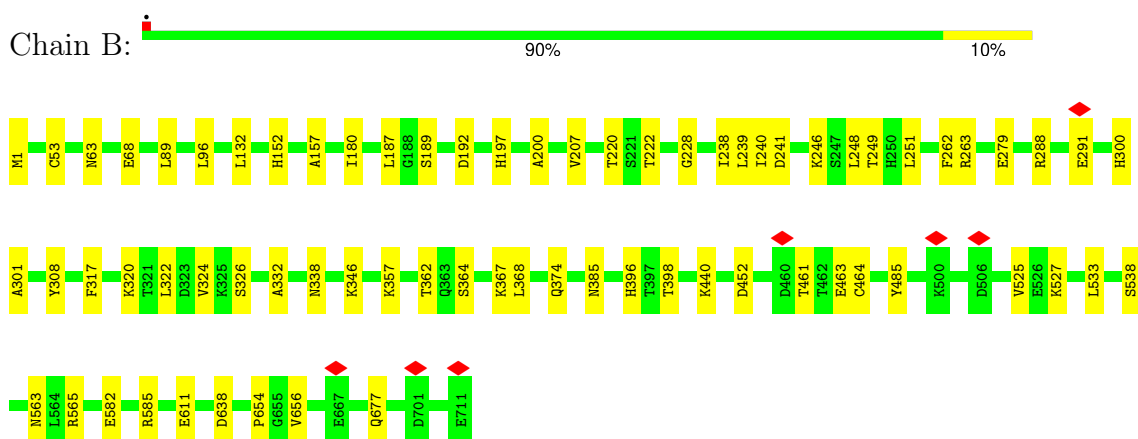 Chain B:
90%
10%
M1 C53 N63 E68 L89 L96 L132 H152 A157 I180 L187 G188 S189 D192 H197 A200 V207 T220 S221 T222 G228 I238 L239 I240 D241 K246 S247 L248 T249 H250 L251 F262 R263 E279 R288 E291 H300
A301 Y308 F317 K320 T321 L322 D323 V324 K325 S326 A332 N338 K346 K357 T362 Q363 S364 K367 L368 Q374 N385 H396 T397 T398 K440 D452 D460 T461 T462 E463 C464 Y485 K500 D506 V525 E526 K527 L533 S538
N563 L564 R565 E582 R585 E611 D638 P654 G655 V656 E667 Q677 D701 E711